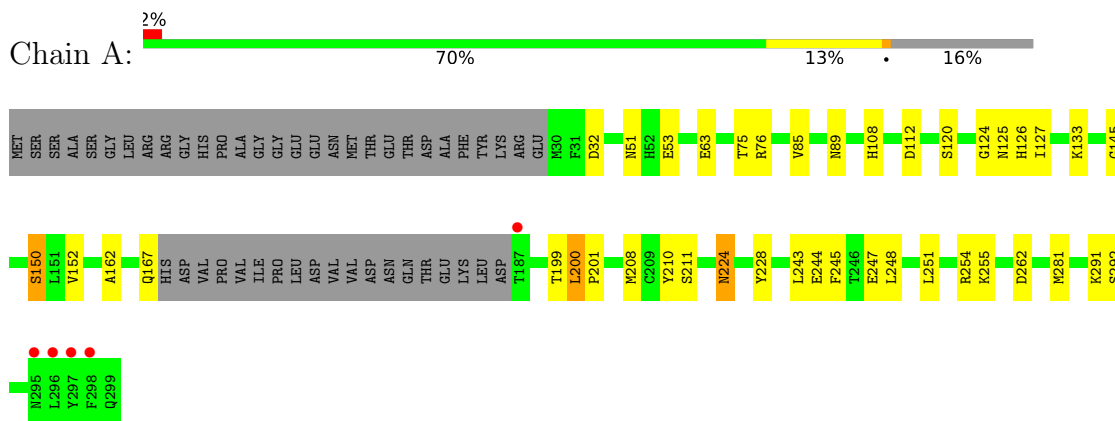 2%
Chain A:
70% 13% • 16%
MET SER SER ALA SER GLY LEU ARG ARG GLY HIS PRO ALA GLY GLY GLU GLU ASN MET THR GLU THR ASP ALA PHE TYR LYS ARG GLU M30 F31 D32 N51 H52 E53 E63 T75 R76 V85 N89 H108 D112 S120 G124 N125 H126 I127 K133
S150 L151 V152 A162 Q167 HIS ASP VAL PRO VAL ILE PRO LEU ASP VAL VAL ASP ASN GLN THR GLU LYS LEU ASP T187 T199 L200 P201 M208 C209 Y210 S211 N224 Y228 L243 E244 F245 T246 E247 L248 L251 R254 K255 D262 M281 K291
N295 L296 Y297 F298 Q299